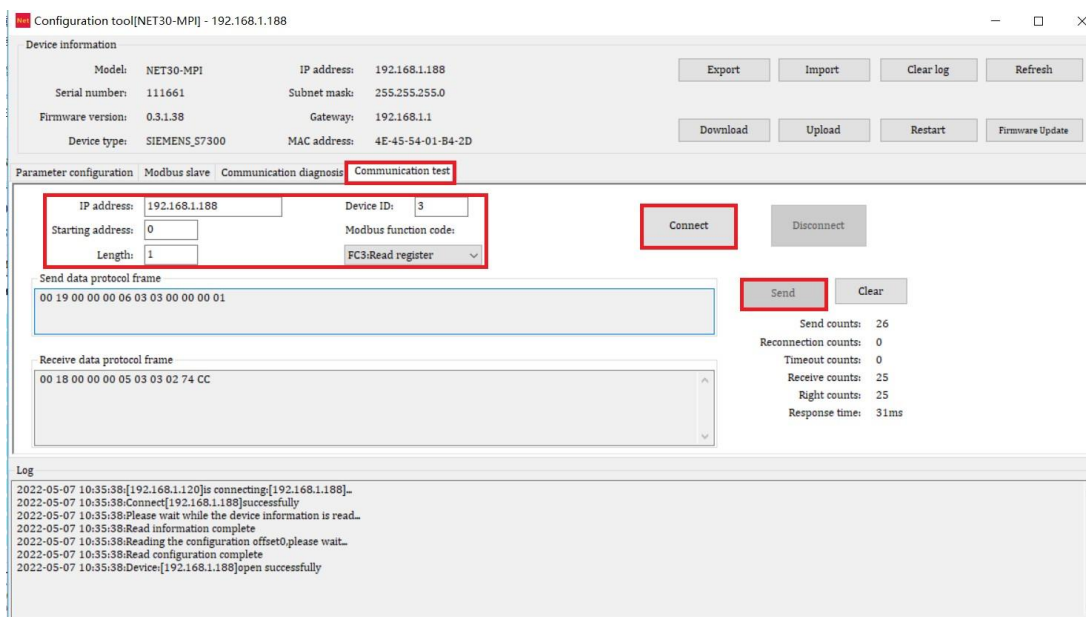 Net Configuration tool[NET30-MPI] - 192.168.1.188
Device information
Model: NET30-MPI IP address: 192.168.1.188 Export Import Clear log Refresh
Serial number: 111661 Subnet mask: 255.255.255.0
Firmware version: 0.3.1.38 Gateway: 192.168.1.1
Download Upload Restart Firmware Update
Device type: SIEMENS_S7300 MAC address: 4E-45-54-01-B4-2D
Parameter configuration Modbus slave Communication diagnosis Communication test
IP address: 192.168.1.188 Device ID: 3
Starting address: 0 Modbus function code: Connect Disconnect
Length: 1 FC3:Read register
Send data protocol frame
00 19 00 00 00 06 03 03 00 00 00 01 Send Clear
Send counts: 26
Reconnection counts: 0
Receive data protocol frame Timeout counts: 0
00 18 00 00 00 05 03 03 02 74 CC Receive counts: 25
Right counts: 25
Response time: 31ms
Log
2022-05-07 10:35:38:[192.168.1.120]is connecting:[192.168.1.188]...
2022-05-07 10:35:38:Connect[192.168.1.188]successfully
2022-05-07 10:35:38:Please wait while the device information is read...
2022-05-07 10:35:38:Read information complete
2022-05-07 10:35:38:Reading the configuration offset0,please wait...
2022-05-07 10:35:38:Read configuration complete
2022-05-07 10:35:38:Device:[192.168.1.188]open successfully